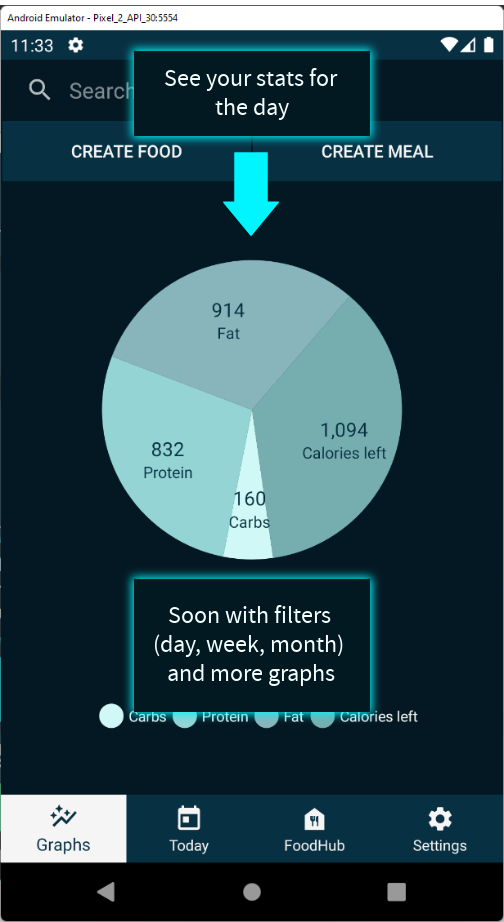 Android Emulator - Pixel_2_API_30:5554
11:33
Search
See your stats for
the day
CREATE FOOD
CREATE MEAL
914
Fat
1,094
Calories left
832
Protein
160
Carbs
Soon with filters
(day, week, month)
and more graphs
Carbs
Protein
Fat
Calories left
Graphs
Today
FoodHub
Settings